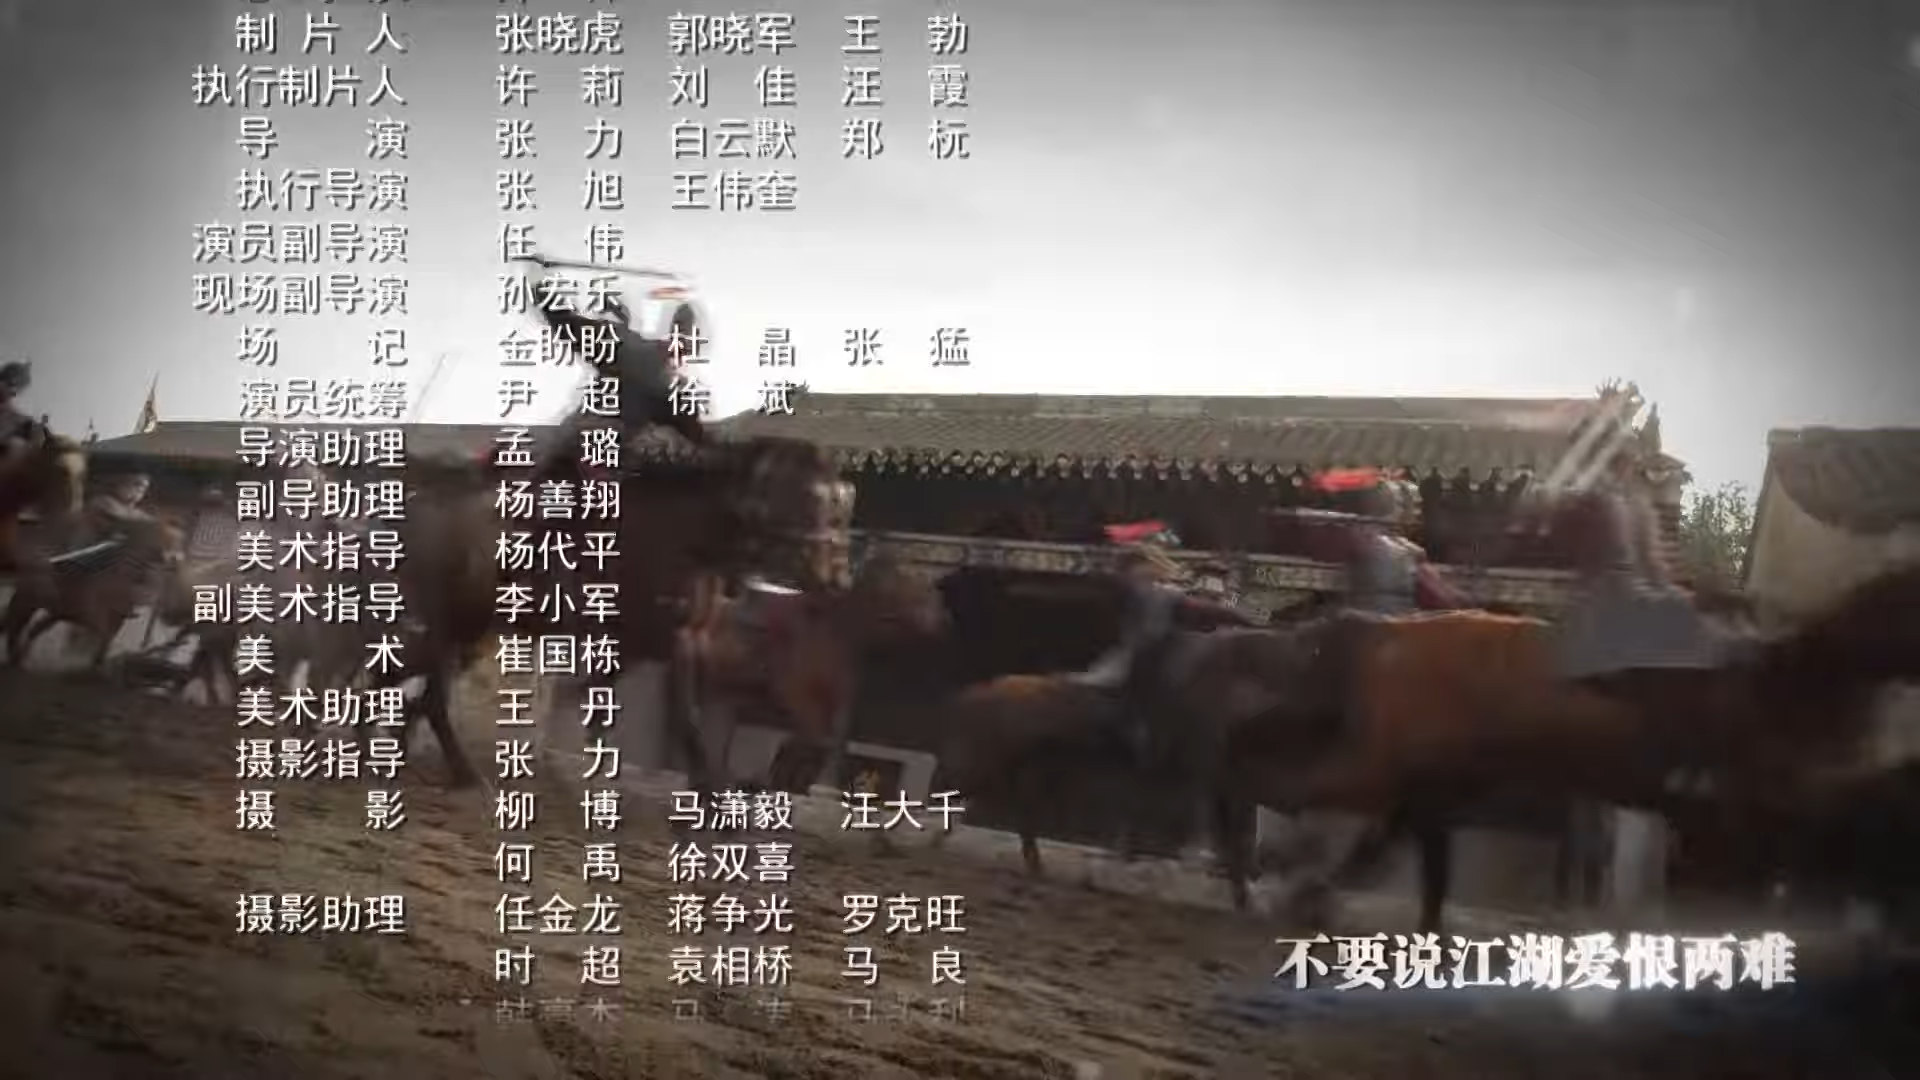 制片人 张晓虎 郭晓军 王勃
执行制片人 许莉 刘佳 汪霞
导演 张力 白云默 郑杬
执行导演 张旭 王伟奎
演员副导演 任伟
现场副导演 孙宏乐
场记 金盼盼 杜晶 张猛
演员统筹 尹超 徐斌
导演助理 孟璐
副导助理 杨善翔
美术指导 杨代平
副美术指导 李小军
美术 崔国栋
美术助理 王丹
摄影指导 张力
摄影 柳博 马潇毅 汪大千
何禹 徐双喜
摄影助理 任金龙 蒋争光 罗克旺
时超 袁相桥 马良
不要说江湖爱恨两难